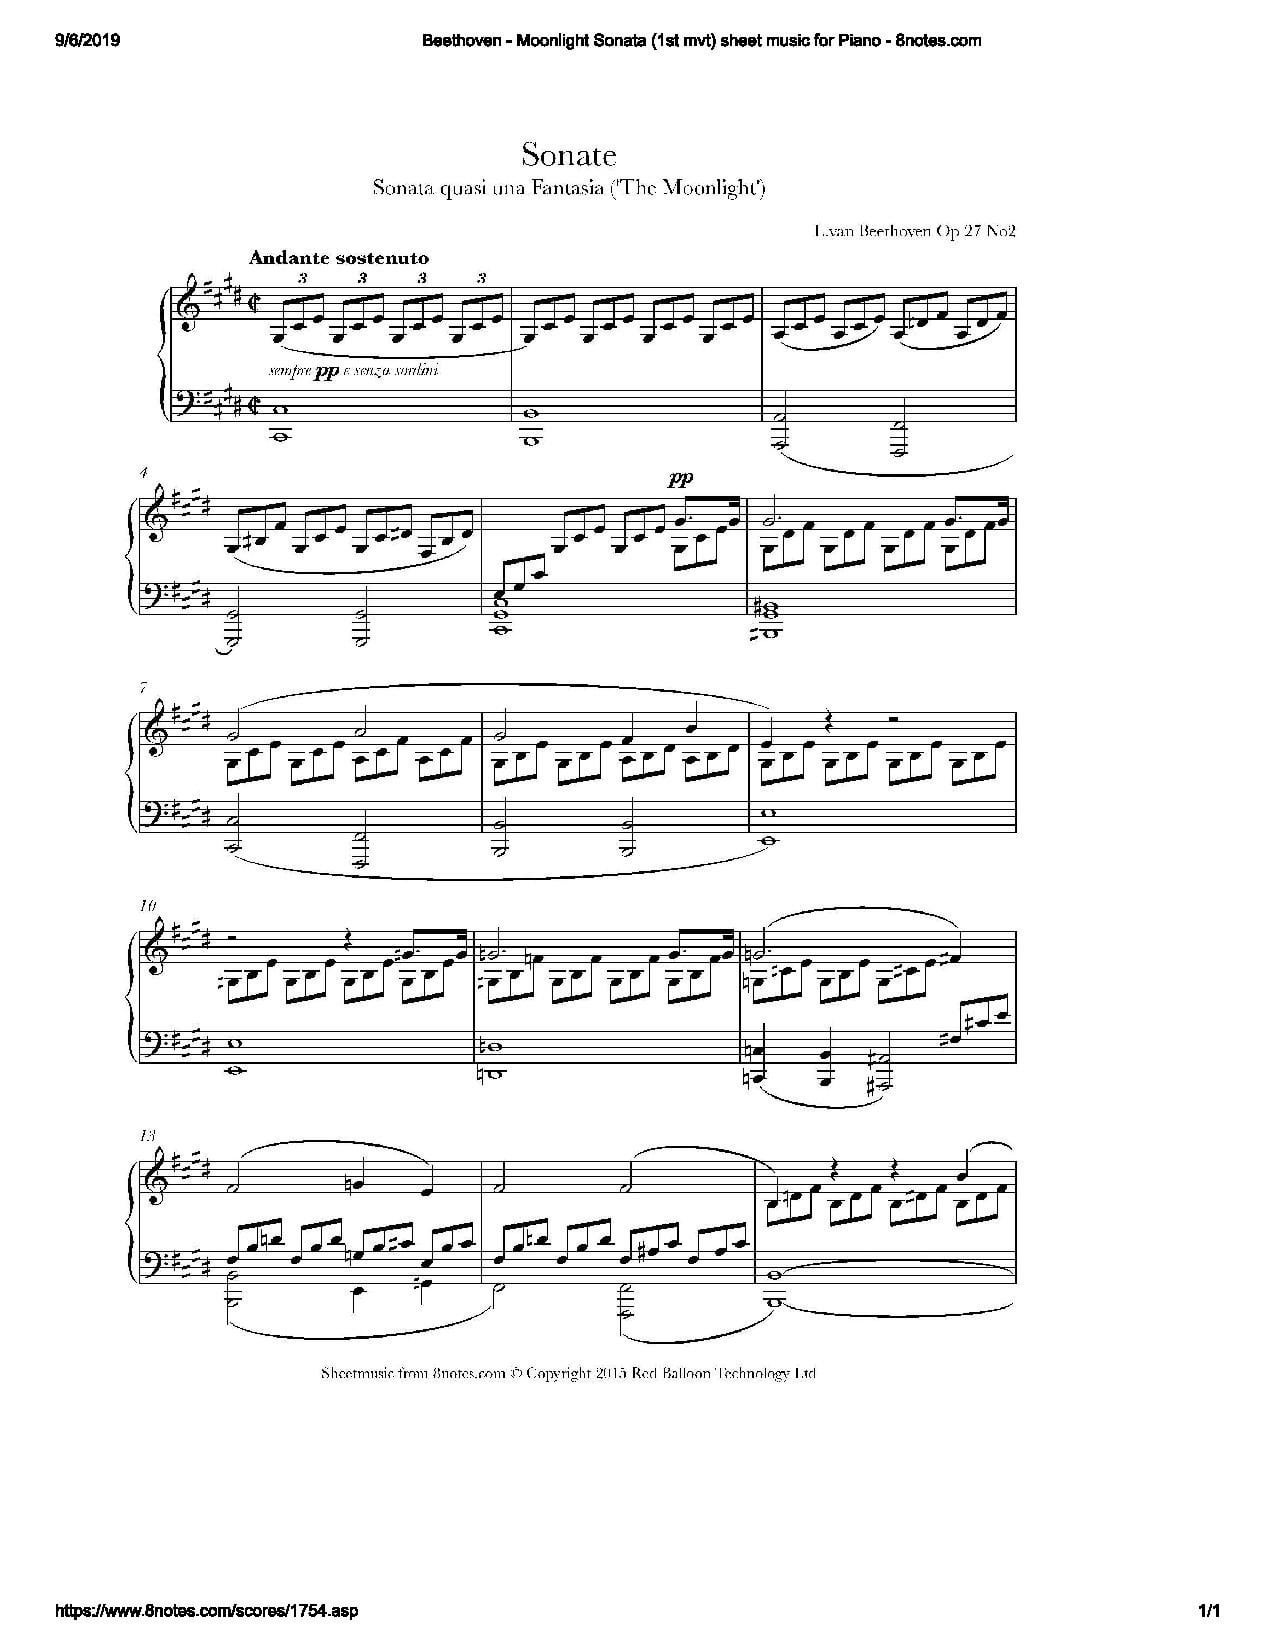 9/6/2019 Beethoven - Moonlight Sonata (1st mvt) sheet music for Piano - 8notes.com
Sonate
Sonata quasi una Fantasia ('The Moonlight')
L.van Beethoven Op 27 No2
Andante sostenuto
3 3 3 3
sempre pp e senza sordini
4
pp
7
10
13
Sheetmusic from 8notes.com © Copyright 2015 Red Balloon Technology Ltd
https://www.8notes.com/scores/1754.asp 1/1